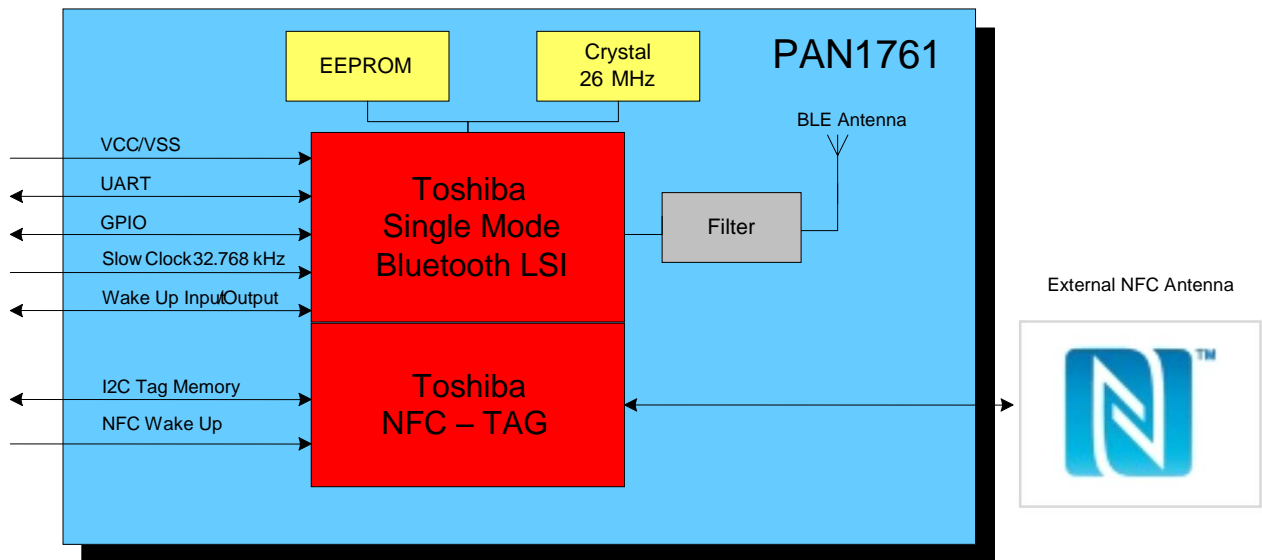 PAN1761
EEPROM
Crystal
26 MHz
BLE Antenna
VCC/VSS
UART
GPIO
Slow Clock 32.768 kHz
Wake Up Input/Output
Toshiba
Single Mode
Bluetooth LSI
Filter
External NFC Antenna
I2C Tag Memory
NFC Wake Up
Toshiba
NFC – TAG
TM